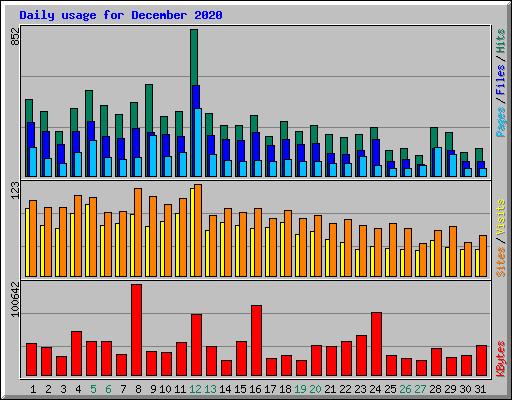 Daily usage for December 2020
852
Pages / Files / Hits
123
Sites / Visits
100642
KBytes
1 2 3 4 5 6 7 8 9 10 11 12 13 14 15 16 17 18 19 20 21 22 23 24 25 26 27 28 29 30 31